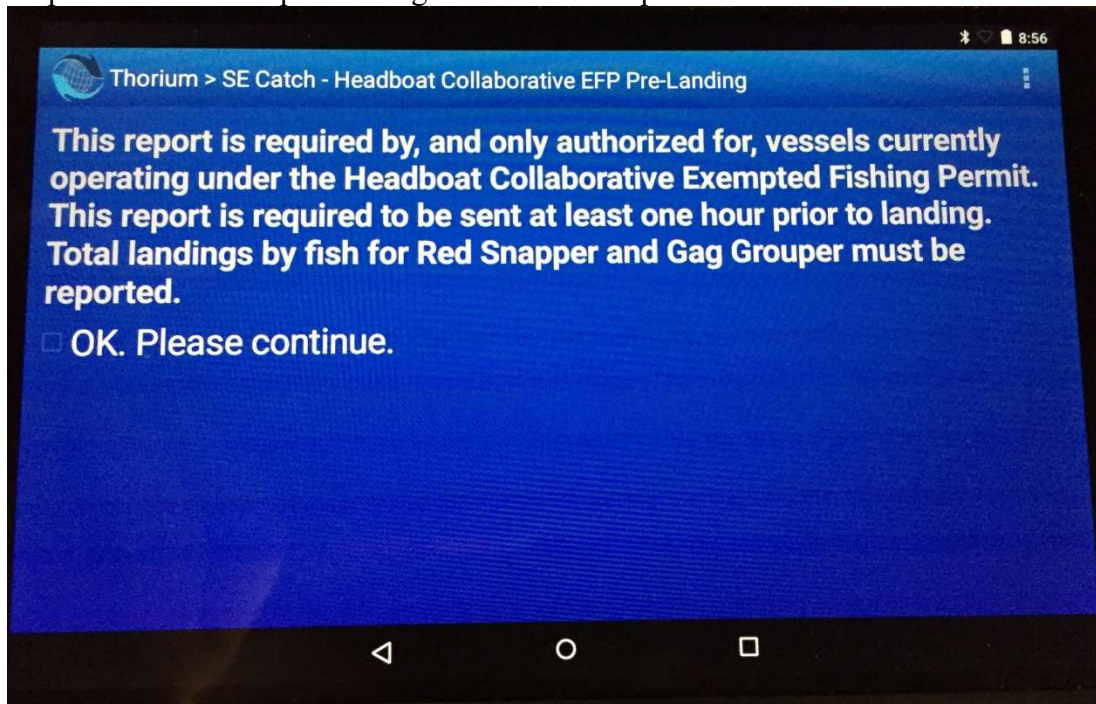 8:56
Thorium > SE Catch - Headboat Collaborative EFP Pre-Landing
This report is required by, and only authorized for, vessels currently
operating under the Headboat Collaborative Exempted Fishing Permit.
This report is required to be sent at least one hour prior to landing.
Total landings by fish for Red Snapper and Gag Grouper must be
reported.
OK. Please continue.